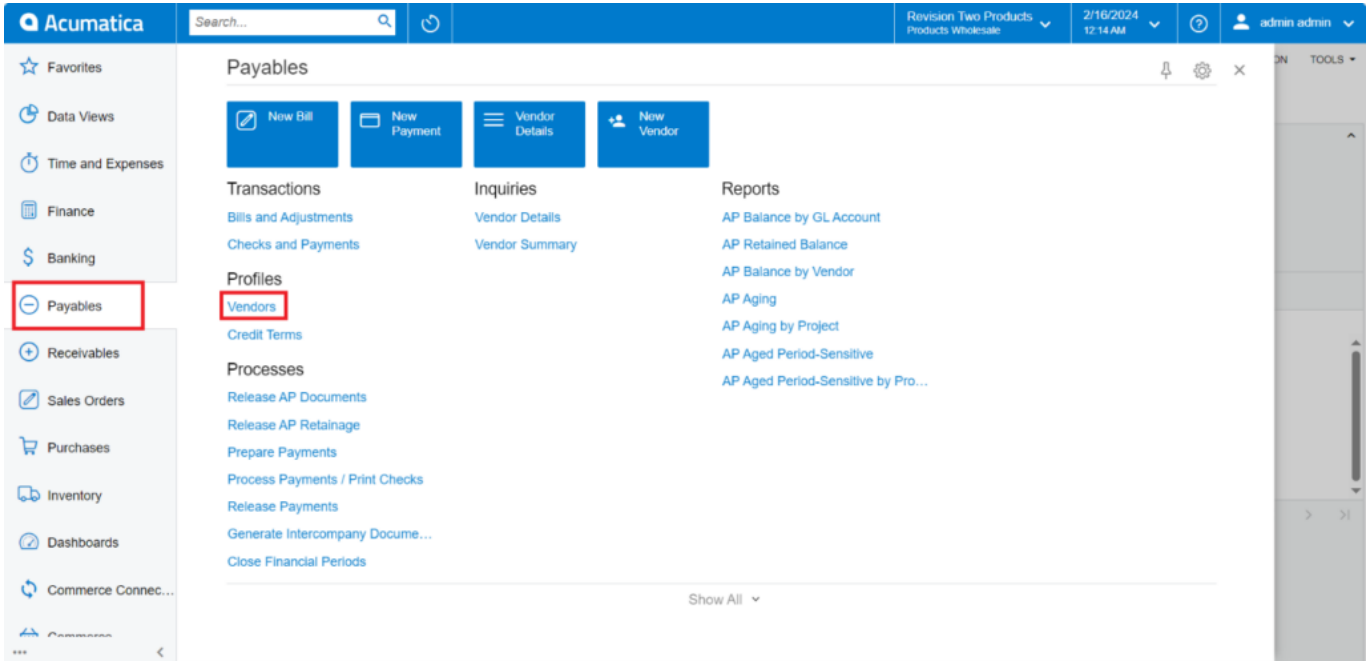 Acumatica
Search...
Revision Two Products
Products Wholesale
2/16/2024
12:14 AM
admin admin
Favorites
Data Views
Time and Expenses
Finance
Banking
Payables
Receivables
Sales Orders
Purchases
Inventory
Dashboards
Commerce Connec...
Commerce
Payables
New Bill
New
Payment
Vendor
Details
New
Vendor
Transactions
Bills and Adjustments
Checks and Payments
Profiles
Vendors
Credit Terms
Processes
Release AP Documents
Release AP Retainage
Prepare Payments
Process Payments / Print Checks
Release Payments
Generate Intercompany Docume...
Close Financial Periods
Inquiries
Vendor Details
Vendor Summary
Reports
AP Balance by GL Account
AP Retained Balance
AP Balance by Vendor
AP Aging
AP Aging by Project
AP Aged Period-Sensitive
AP Aged Period-Sensitive by Pro...
Show All
TOOLS